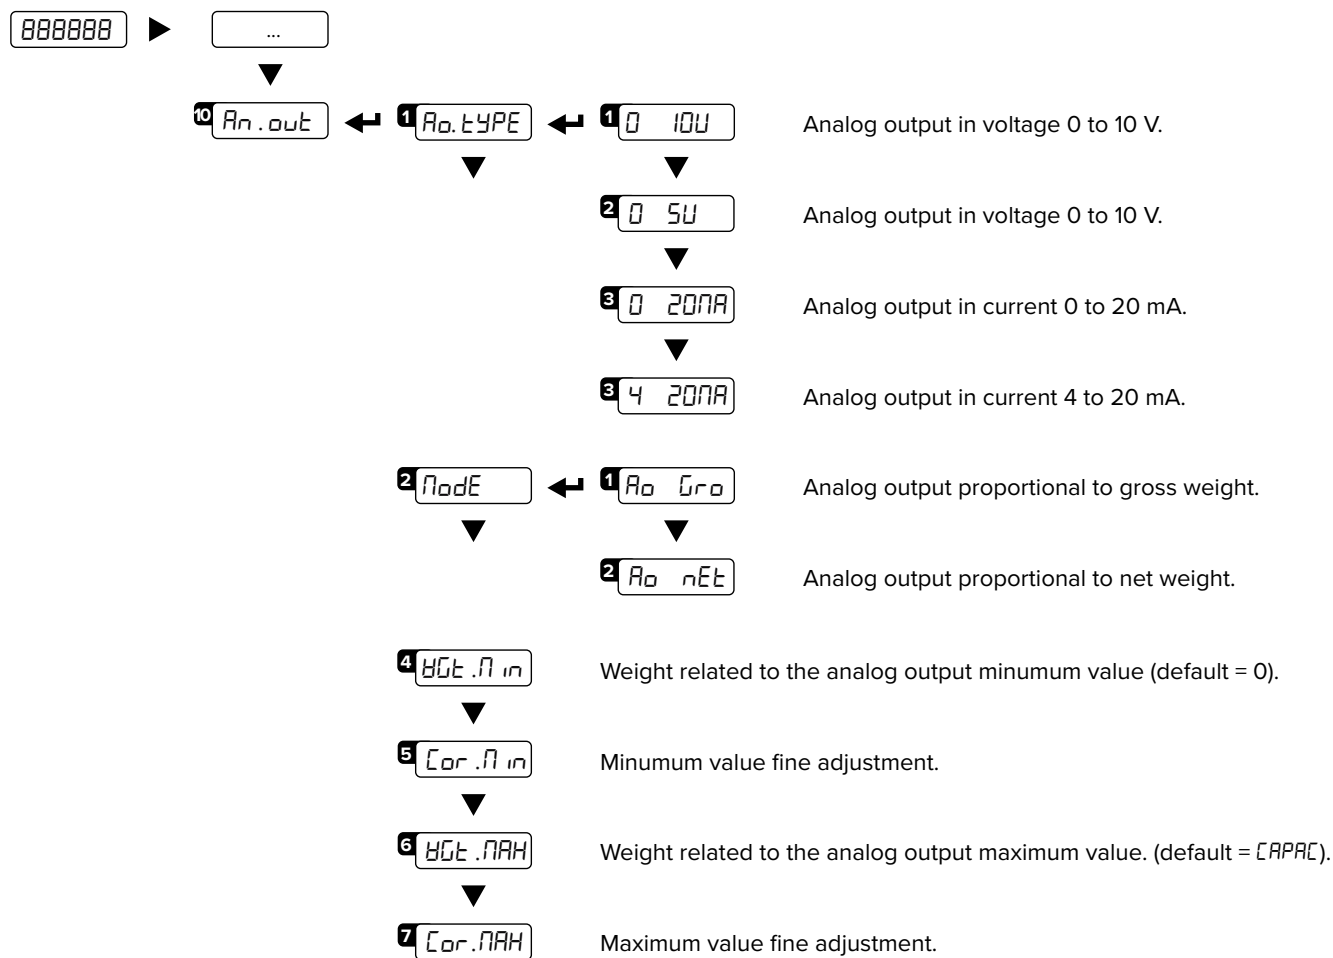 888888
...
10 An.out 1 Ao.tYPE 1 0 10V Analog output in voltage 0 to 10 V.
2 0 5V Analog output in voltage 0 to 10 V.
3 0 20MA Analog output in current 0 to 20 mA.
3 4 20MA Analog output in current 4 to 20 mA.
2 ModE 1 Ao Gro Analog output proportional to gross weight.
2 Ao nEt Analog output proportional to net weight.
4 WGt.Min Weight related to the analog output minumum value (default = 0).
5 Cor.Min Minumum value fine adjustment.
6 WGt.MAX Weight related to the analog output maximum value. (default = CAPAC).
7 Cor.MAX Maximum value fine adjustment.